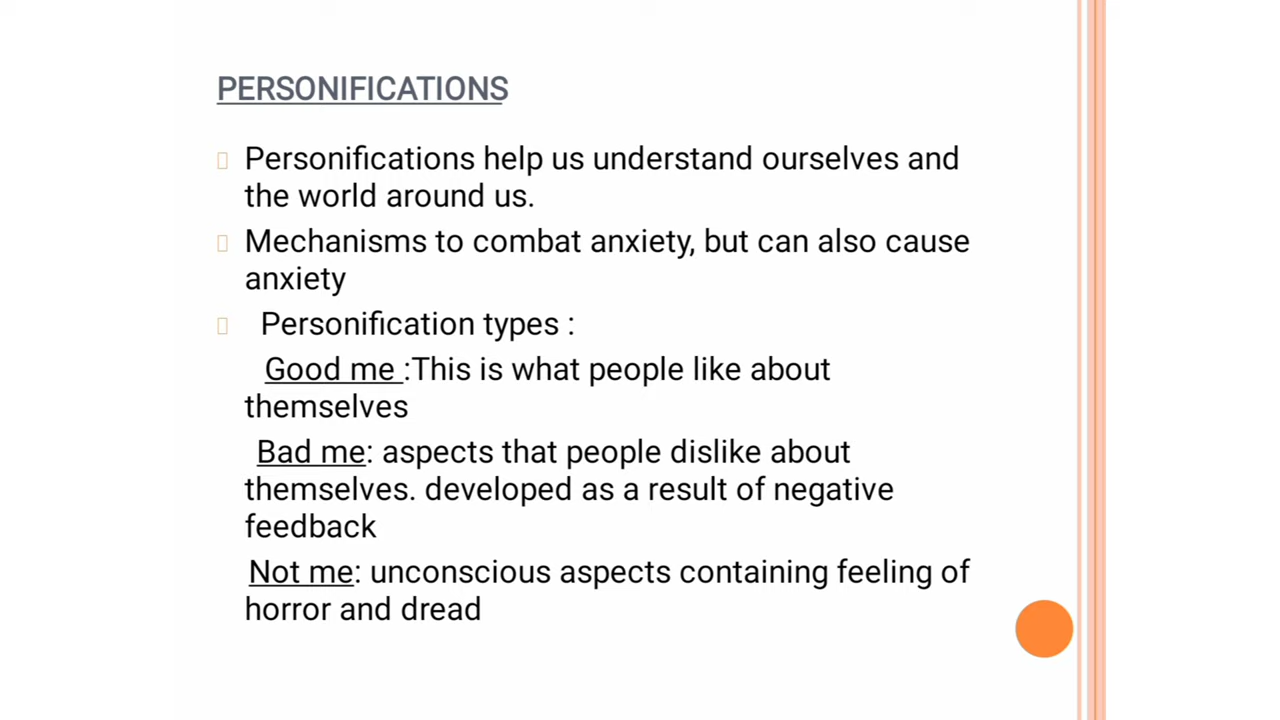 PERSONIFICATIONS
Personifications help us understand ourselves and
the world around us.
Mechanisms to combat anxiety, but can also cause
anxiety
Personification types :
Good me :This is what people like about
themselves
Bad me: aspects that people dislike about
themselves. developed as a result of negative
feedback
Not me: unconscious aspects containing feeling of
horror and dread